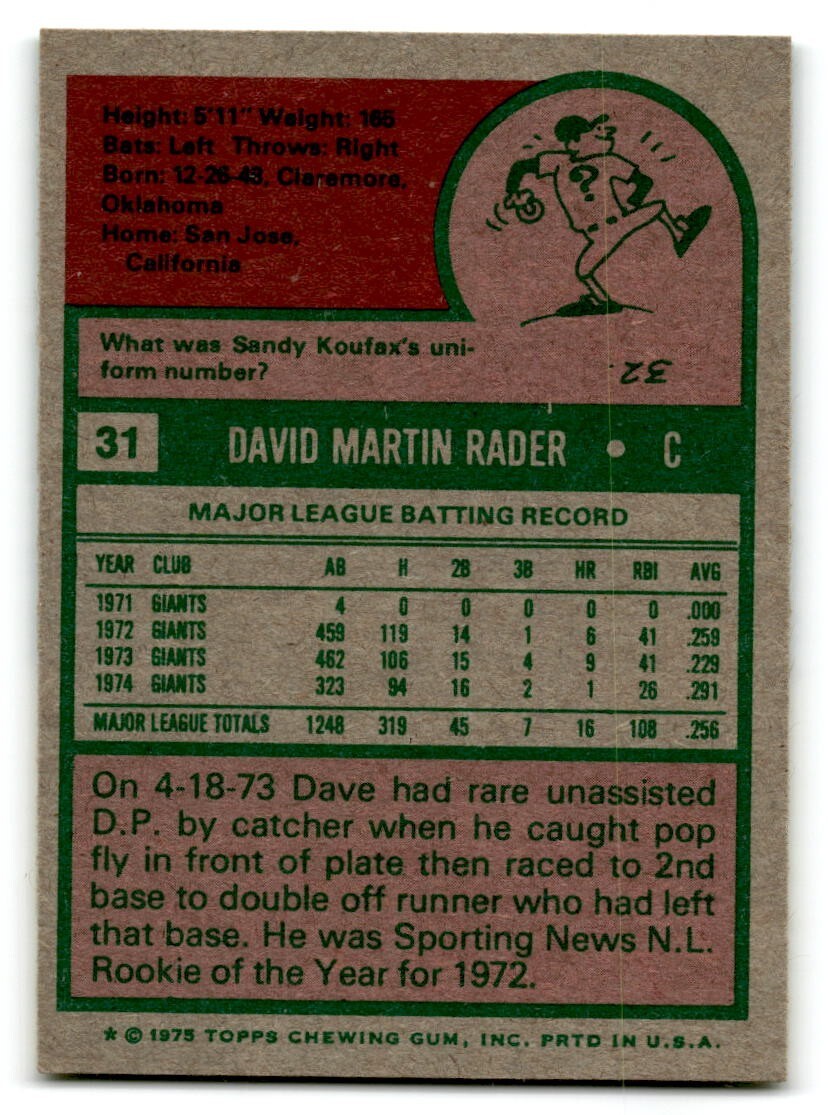 Height: 5'11" Weight: 165
Bats: Left Throws: Right
Born: 12-26-48, Claremore,
Oklahoma
Home: San Jose,
California
?
What was Sandy Koufax's uni-
form number?
32
31 DAVID MARTIN RADER • C
MAJOR LEAGUE BATTING RECORD
YEAR CLUB AB H 2B 3B HR RBI AVG
1971 GIANTS 4 0 0 0 0 0 .000
1972 GIANTS 459 119 14 1 6 41 .259
1973 GIANTS 462 106 15 4 9 41 .229
1974 GIANTS 323 94 16 2 1 26 .291
MAJOR LEAGUE TOTALS 1248 319 45 7 16 108 .256
On 4-18-73 Dave had rare unassisted
D.P. by catcher when he caught pop
fly in front of plate then raced to 2nd
base to double off runner who had left
that base. He was Sporting News N.L.
Rookie of the Year for 1972.
* © 1975 TOPPS CHEWING GUM, INC. PRTD IN U.S.A.